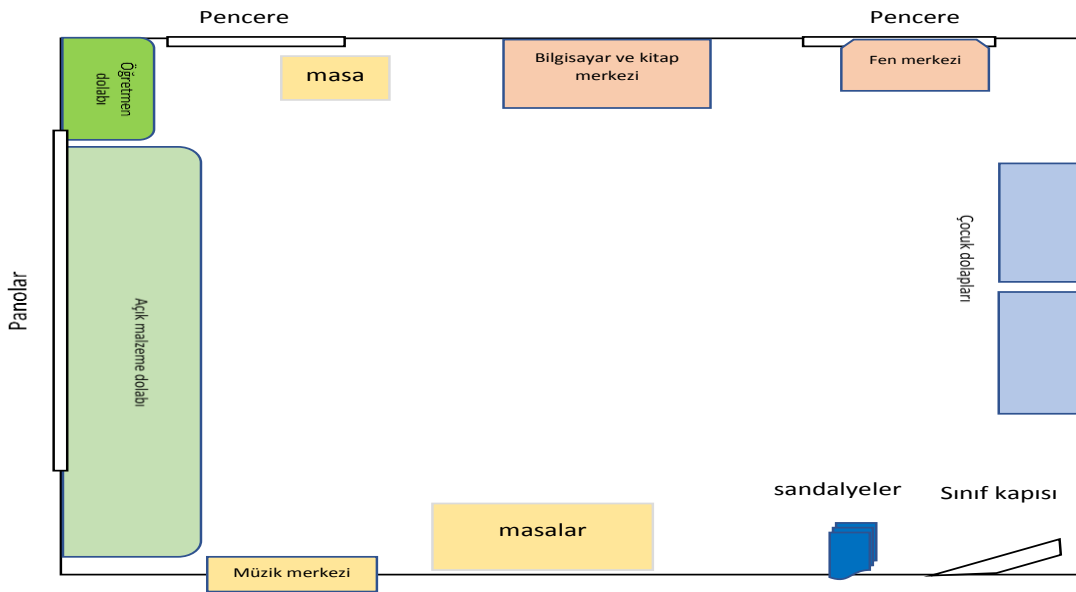 Pencere
Pencere
Öğretmen
dolabı
masa
Bilgisayar ve kitap
merkezi
Fen merkezi
Panolar
Açık malzeme dolabı
Çocuk dolapları
sandalyeler
Sınıf kapısı
masalar
Müzik merkezi